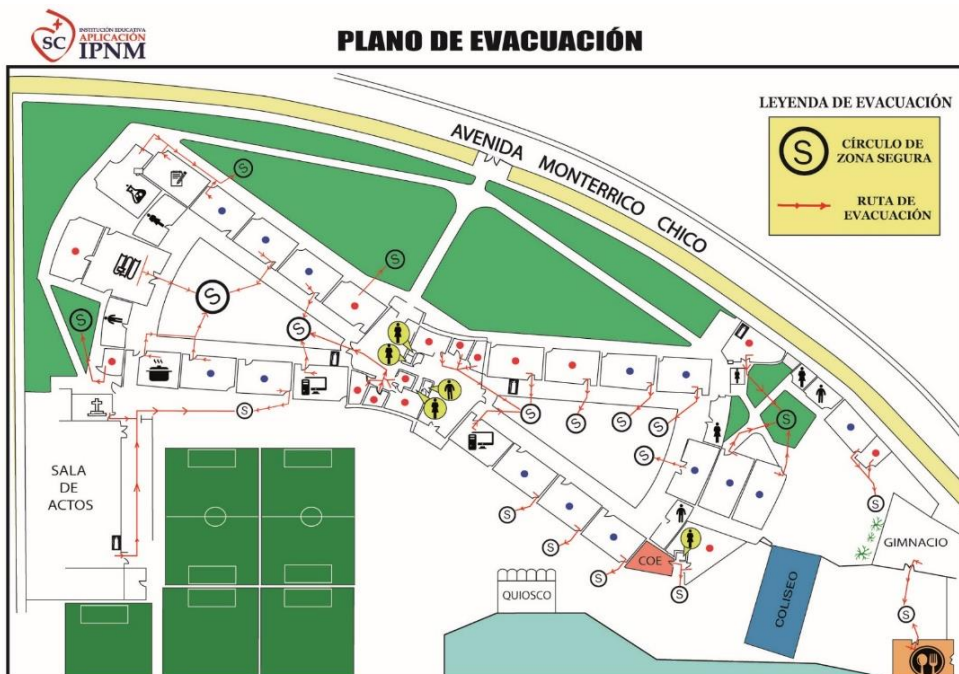 SC
INSTITUCIÓN EDUCATIVA
APLICACIÓN
IPNM
PLANO DE EVACUACIÓN
LEYENDA DE EVACUACIÓN
S
CÍRCULO DE
ZONA SEGURA
RUTA DE
EVACUACIÓN
AVENIDA MONTERRICO CHICO
S
S
S
S
S
S
S
S
S
S
S
S
S
SALA
DE
ACTOS
S
S
S
S
S
COE
GIMNACIO
QUIOSCO
COLISEO
S